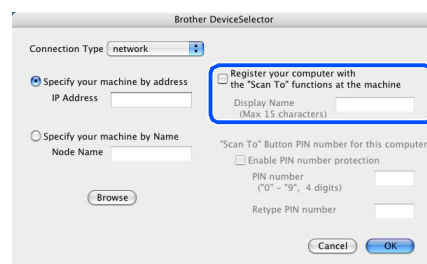 Brother DeviceSelector
Connection Type network
Specify your machine by address
IP Address
Specify your machine by Name
Node Name
Browse
Register your computer with
the "Scan To" functions at the machine
Display Name
(Max 15 characters)
"Scan To" Button PIN number for this computer
Enable PIN number protection
PIN number
("0" - "9", 4 digits)
Retype PIN number
Cancel OK